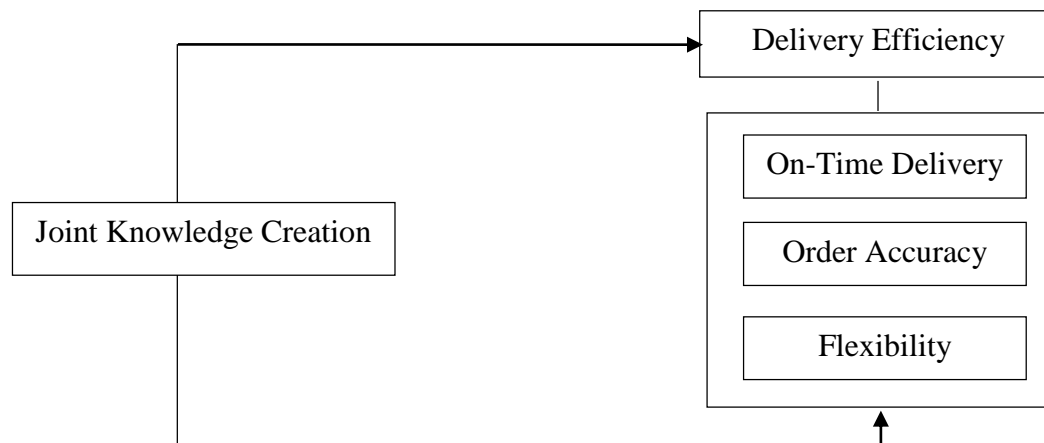 Delivery Efficiency
On-Time Delivery
Joint Knowledge Creation
Order Accuracy
Flexibility